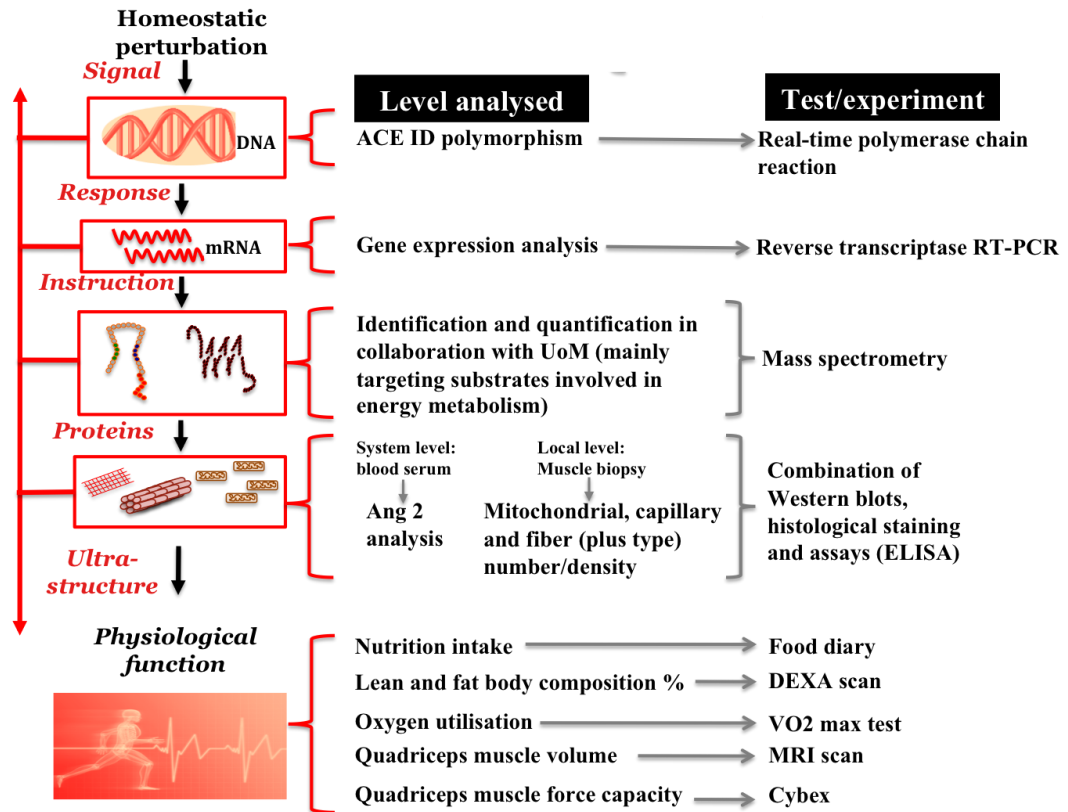 Homeostatic
perturbation
Signal
Level analysed
Test/experiment
DNA
ACE ID polymorphism
Real-time polymerase chain
reaction
Response
mRNA
Gene expression analysis
Reverse transcriptase RT-PCR
Instruction
Identification and quantification in
collaboration with UoM (mainly
targeting substrates involved in
energy metabolism)
Mass spectrometry
Proteins
System level:
blood serum
Local level:
Muscle biopsy
Ang 2
analysis
Mitochondrial, capillary
and fiber (plus type)
number/density
Combination of
Western blots,
histological staining
and assays (ELISA)
Ultra-
structure
Physiological
function
Nutrition intake
Food diary
Lean and fat body composition %
DEXA scan
Oxygen utilisation
VO2 max test
Quadriceps muscle volume
MRI scan
Quadriceps muscle force capacity
Cybex